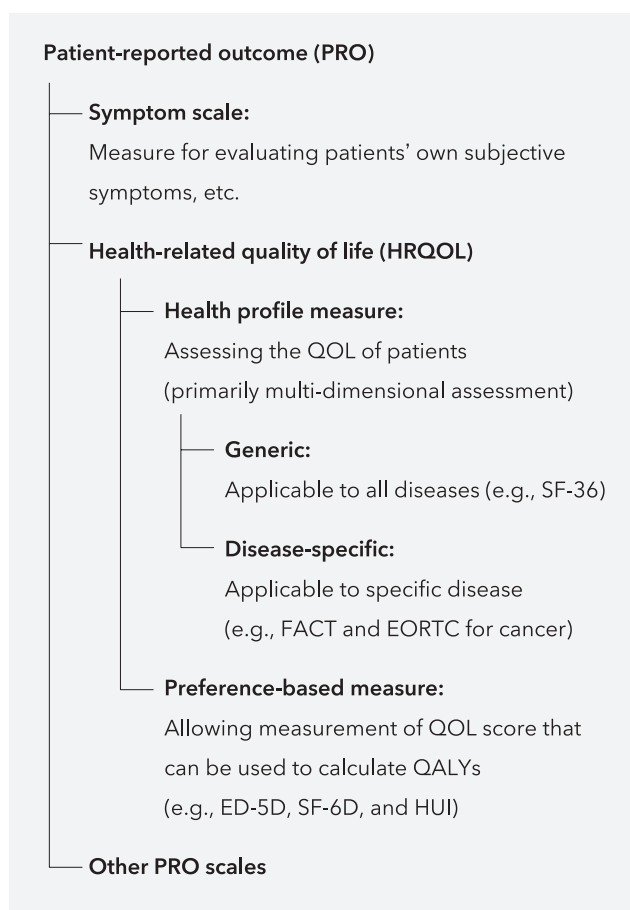 Patient-reported outcome (PRO)
Symptom scale:
Measure for evaluating patients’ own subjective
symptoms, etc.
Health-related quality of life (HRQOL)
Health profile measure:
Assessing the QOL of patients
(primarily multi-dimensional assessment)
Generic:
Applicable to all diseases (e.g., SF-36)
Disease-specific:
Applicable to specific disease
(e.g., FACT and EORTC for cancer)
Preference-based measure:
Allowing measurement of QOL score that
can be used to calculate QALYs
(e.g., ED-5D, SF-6D, and HUI)
Other PRO scales